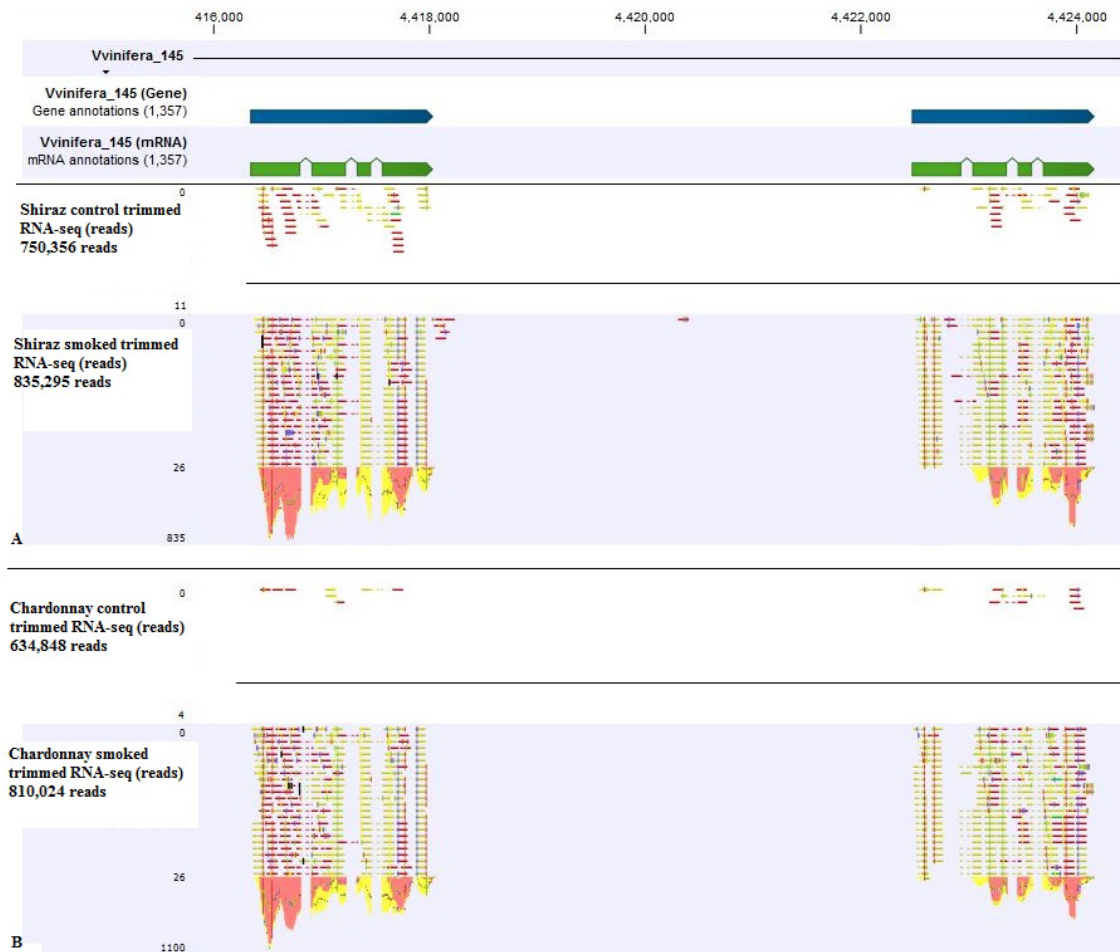 416,000 4,418,000 4,420,000 4,422,000 4,424,000
Vvinifera_145
Vvinifera_145 (Gene)
Gene annotations (1,357)
Vvinifera_145 (mRNA)
mRNA annotations (1,357)
0
Shiraz control trimmed
RNA-seq (reads)
750,356 reads
11
0
Shiraz smoked trimmed
RNA-seq (reads)
835,295 reads
26
A
835
0
Chardonnay control
trimmed RNA-seq (reads)
634,848 reads
4
0
Chardonnay smoked
trimmed RNA-seq (reads)
810,024 reads
26
B
1100